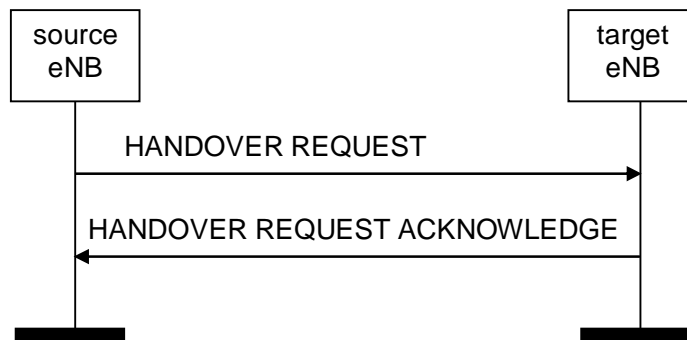 source
eNB
target
eNB
HANDOVER REQUEST
HANDOVER REQUEST ACKNOWLEDGE